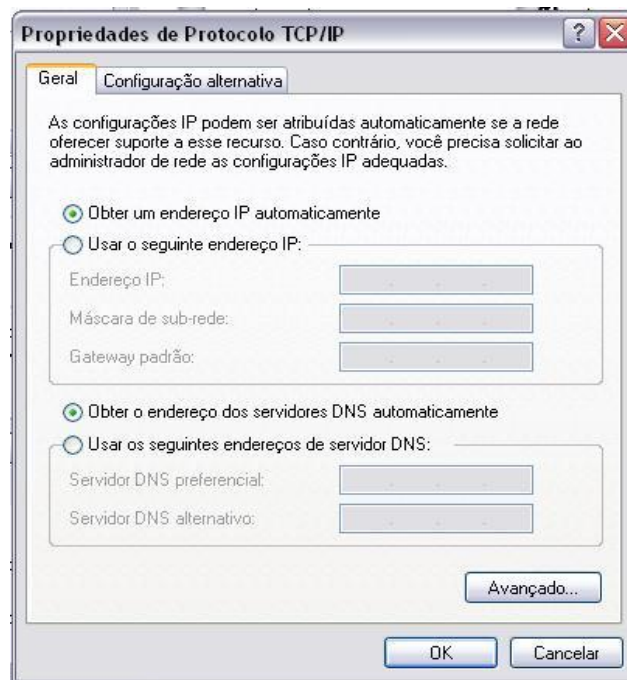 Propriedades de Protocolo TCP/IP
Geral
Configuração alternativa
As configurações IP podem ser atribuídas automaticamente se a rede
oferecer suporte a esse recurso. Caso contrário, você precisa solicitar ao
administrador de rede as configurações IP adequadas.
Obter um endereço IP automaticamente
Usar o seguinte endereço IP:
Endereço IP:
Máscara de sub-rede:
Gateway padrão:
Obter o endereço dos servidores DNS automaticamente
Usar os seguintes endereços de servidor DNS:
Servidor DNS preferencial:
Servidor DNS alternativo:
Avançado...
OK
Cancelar